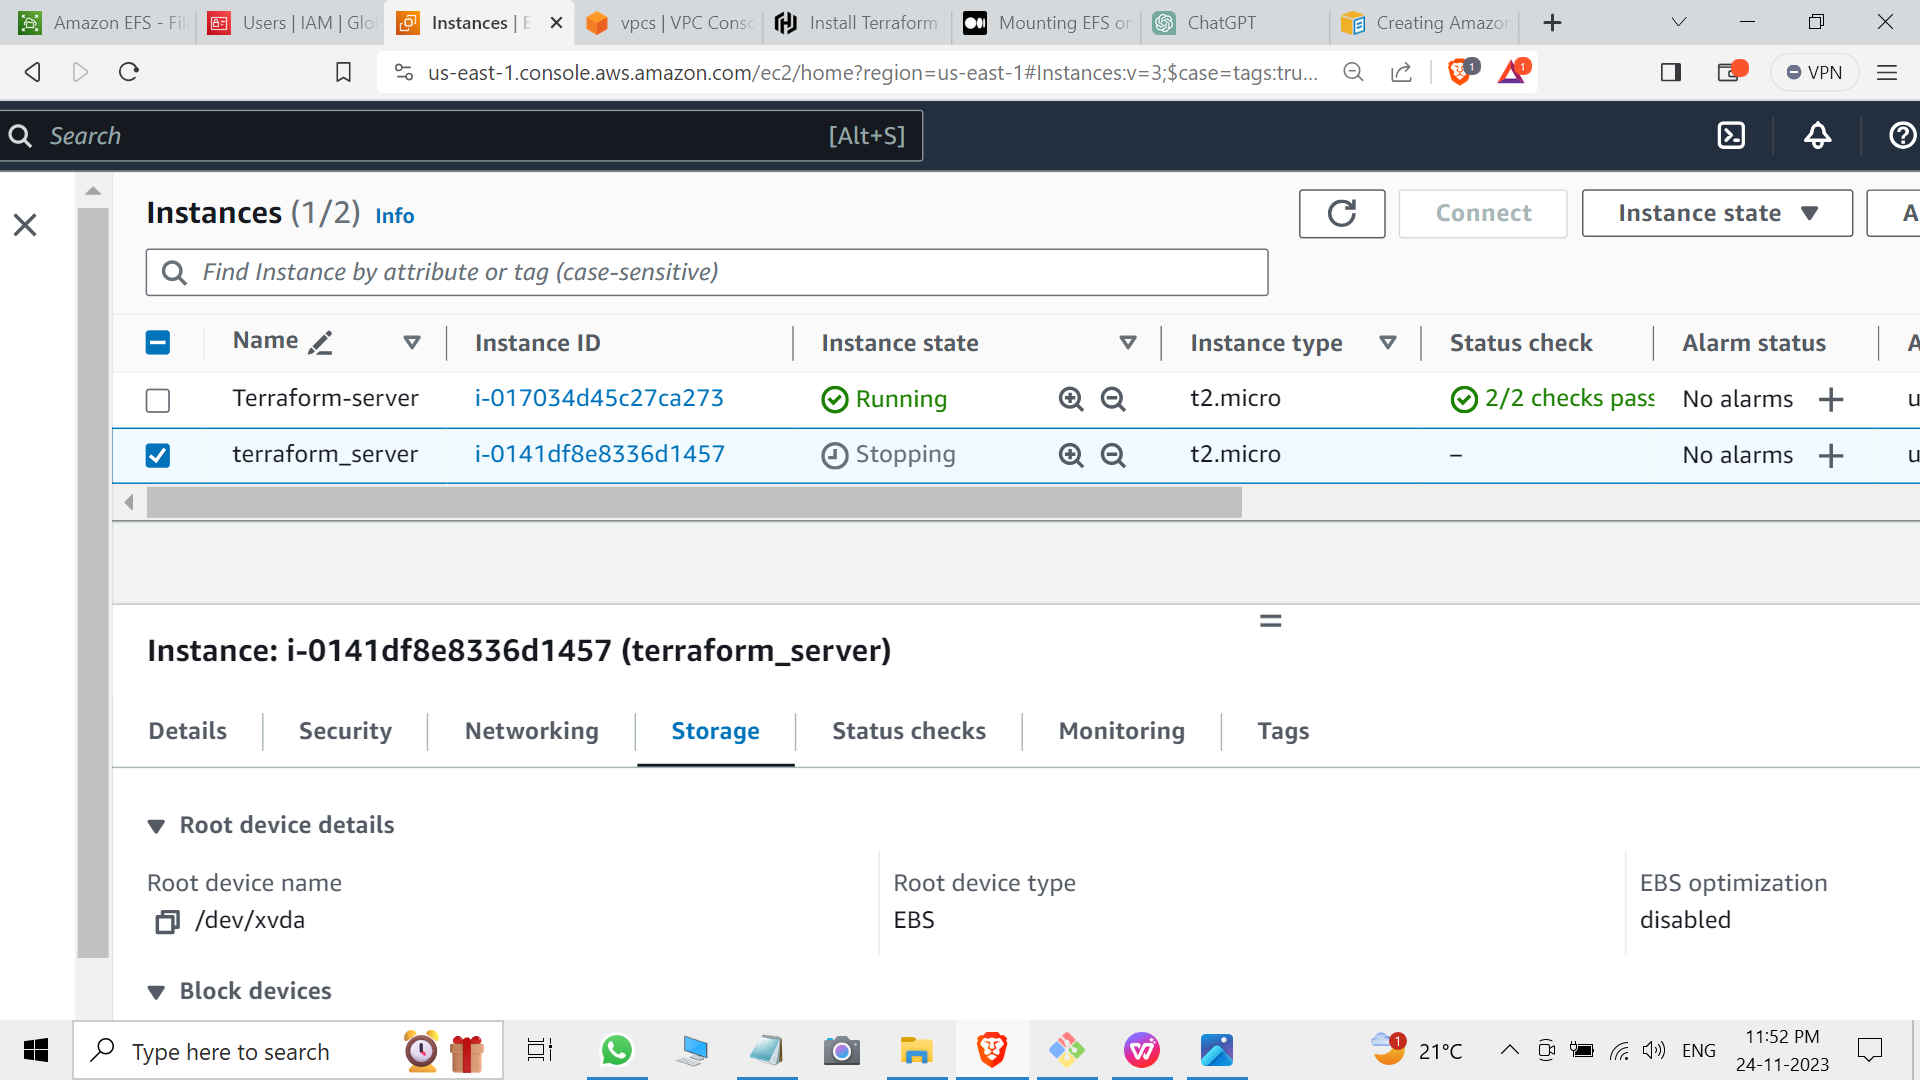 Amazon EFS - Fil
Users | IAM | Glo
Instances | E
vpcs | VPC Conso
Install Terraform
Mounting EFS on
ChatGPT
Creating Amazon
us-east-1.console.aws.amazon.com/ec2/home?region=us-east-1#Instances:v=3;$case=tags:tru...
1
1
VPN
Search
[Alt+S]
Instances (1/2) Info
Connect
Instance state
A
Find Instance by attribute or tag (case-sensitive)
Name Instance ID Instance state Instance type Status check Alarm status A
Terraform-server i-017034d45c27ca273 Running t2.micro 2/2 checks pass No alarms + u
terraform_server i-0141df8e8336d1457 Stopping t2.micro – No alarms + u
Instance: i-0141df8e8336d1457 (terraform_server)
Details Security Networking Storage Status checks Monitoring Tags
Root device details
Root device name Root device type EBS optimization
/dev/xvda EBS disabled
Block devices
Type here to search
1
21°C
ENG
11:52 PM
24-11-2023